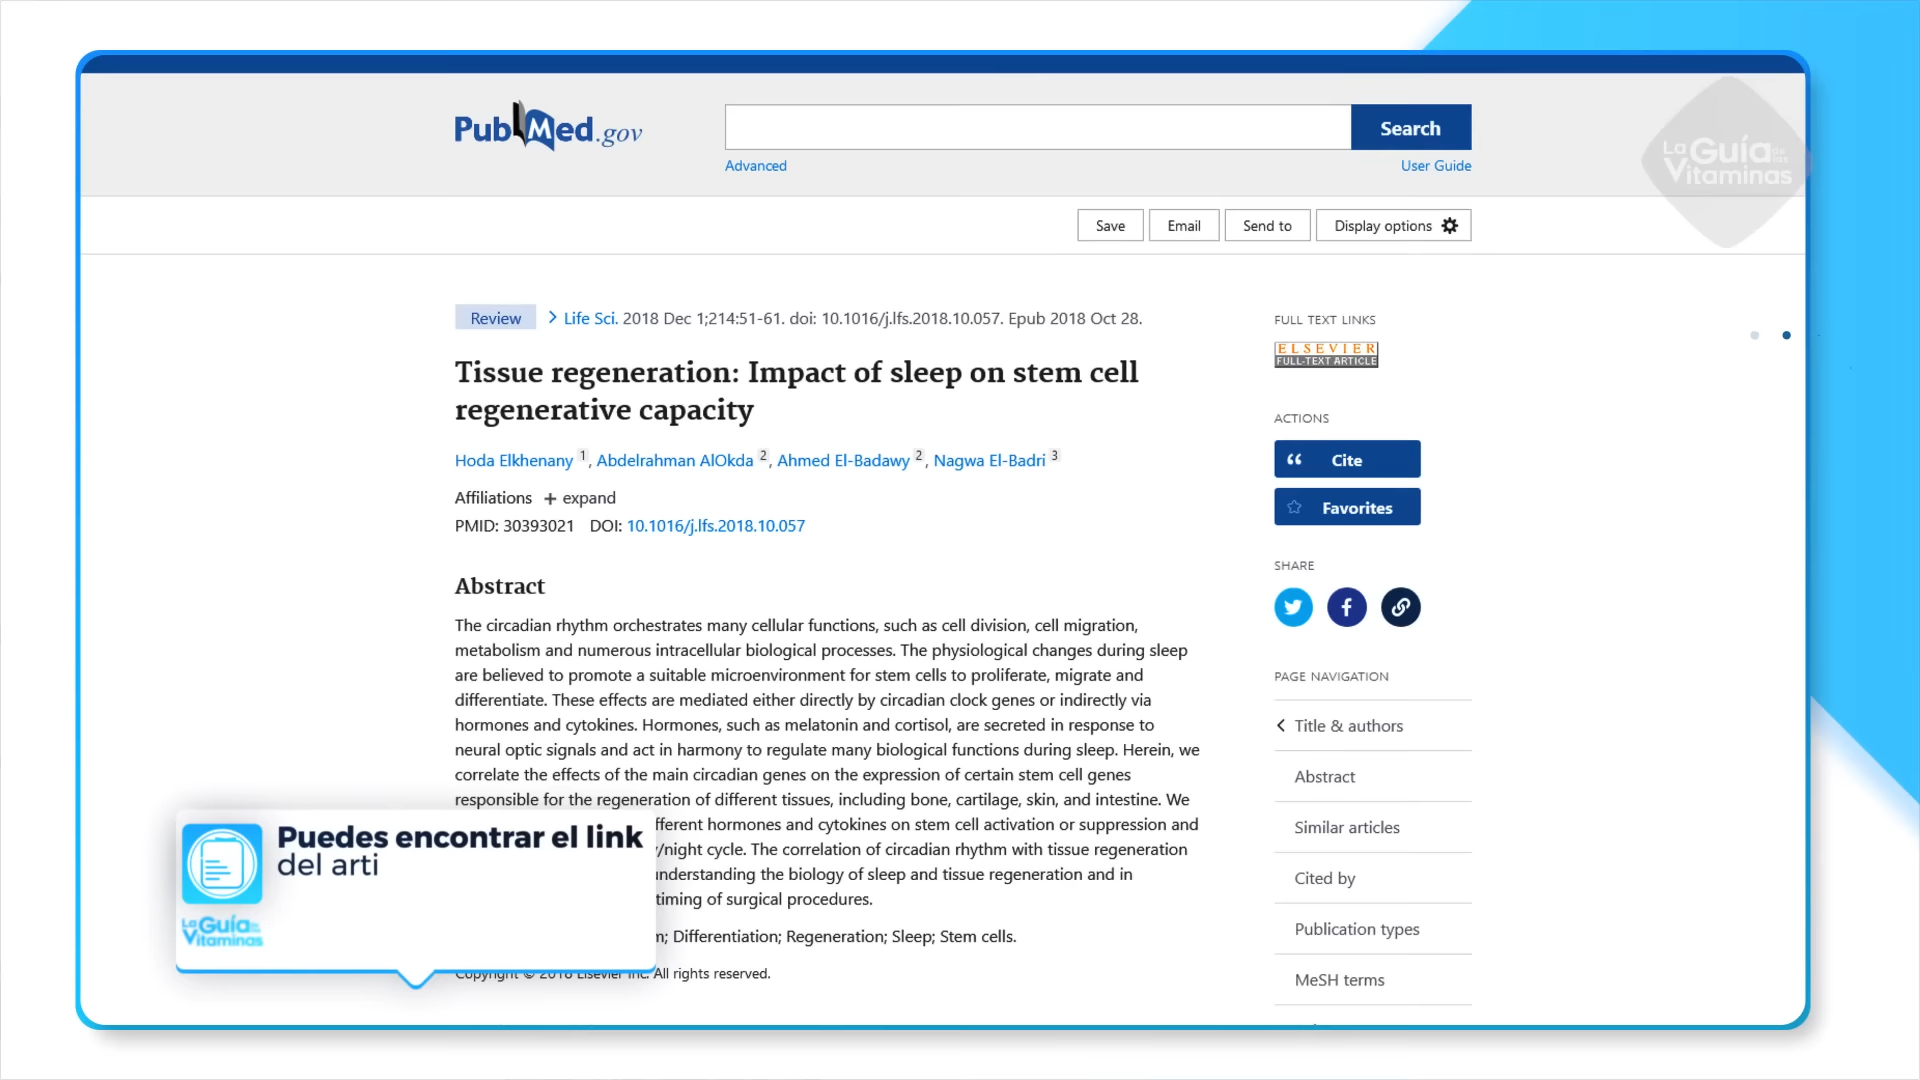 PubMed.gov
Search
Advanced
User Guide
La Guía de las
Vitaminas
Save
Email
Send to
Display options
Review
Life Sci. 2018 Dec 1;214:51-61. doi: 10.1016/j.lfs.2018.10.057. Epub 2018 Oct 28.
Tissue regeneration: Impact of sleep on stem cell
regenerative capacity
Hoda Elkhenany 1, Abdelrahman AlOkda 2, Ahmed El-Badawy 2, Nagwa El-Badri 3
Affiliations + expand
PMID: 30393021 DOI: 10.1016/j.lfs.2018.10.057
Abstract
The circadian rhythm orchestrates many cellular functions, such as cell division, cell migration,
metabolism and numerous intracellular biological processes. The physiological changes during sleep
are believed to promote a suitable microenvironment for stem cells to proliferate, migrate and
differentiate. These effects are mediated either directly by circadian clock genes or indirectly via
hormones and cytokines. Hormones, such as melatonin and cortisol, are secreted in response to
neural optic signals and act in harmony to regulate many biological functions during sleep. Herein, we
correlate the effects of the main circadian genes on the expression of certain stem cell genes
responsible for the regeneration of different tissues, including bone, cartilage, skin, and intestine. We
fferent hormones and cytokines on stem cell activation or suppression and
/night cycle. The correlation of circadian rhythm with tissue regeneration
nderstanding the biology of sleep and tissue regeneration and in
timing of surgical procedures.
m; Differentiation; Regeneration; Sleep; Stem cells.
Copyright © 2018 Elsevier Inc. All rights reserved.
FULL TEXT LINKS
ELSEVIER
FULL-TEXT ARTICLE
ACTIONS
Cite
Favorites
SHARE
PAGE NAVIGATION
Title & authors
Abstract
Similar articles
Cited by
Publication types
MeSH terms
Puedes encontrar el link
del arti
La Guía de las
Vitaminas